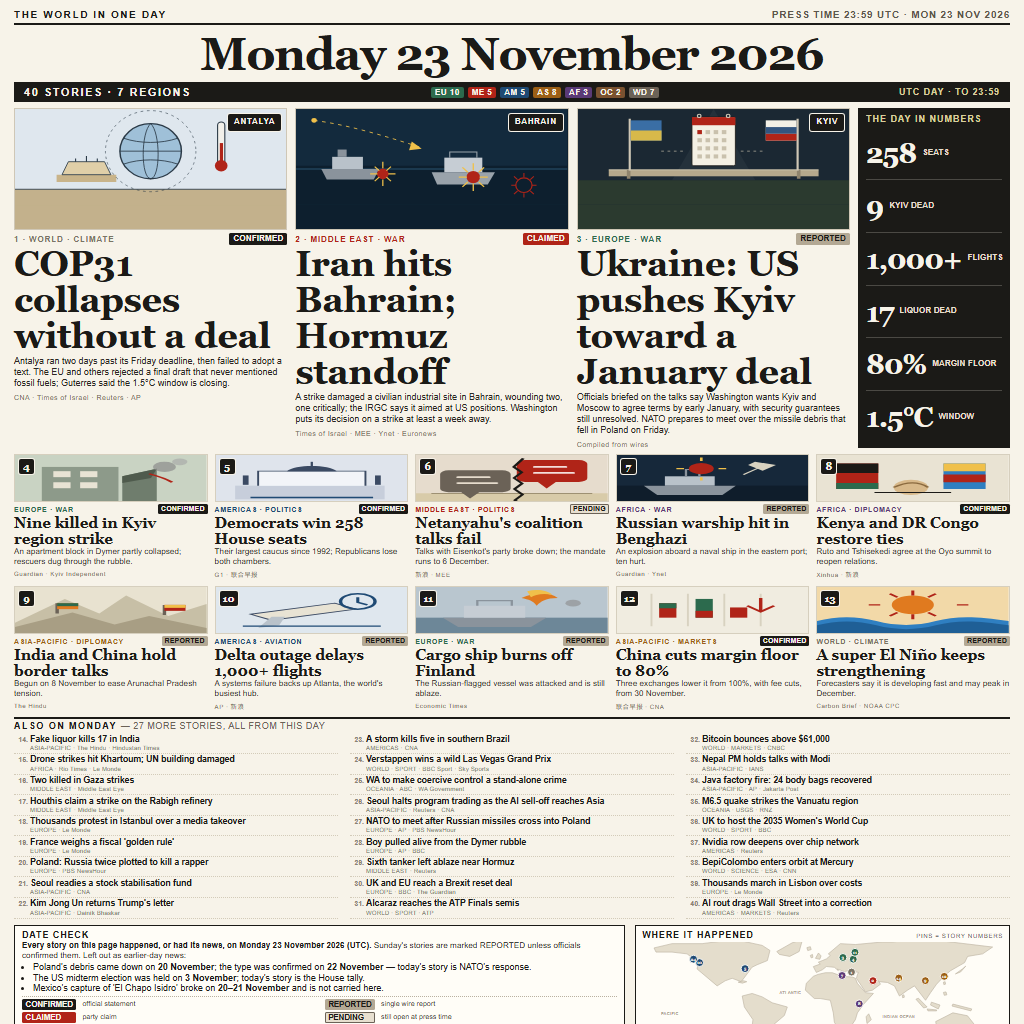 THE WORLD IN ONE DAY
PRESS TIME 23:59 UTC · MON 23 NOV 2026
Monday 23 November 2026
40 STORIES · 7 REGIONS
EU 10 ME 5 AM 5 AS 8 AF 3 OC 2 WD 7
UTC DAY · TO 23:59
ANTALYA
1 · WORLD · CLIMATE
CONFIRMED
COP31
collapses
without a deal
Antalya ran two days past its Friday deadline, then failed to adopt a
text. The EU and others rejected a final draft that never mentioned
fossil fuels; Guterres said the 1.5°C window is closing.
CNA · Times of Israel · Reuters · AP
BAHRAIN
2 · MIDDLE EAST · WAR
CLAIMED
Iran hits
Bahrain;
Hormuz
standoff
A strike damaged a civilian industrial site in Bahrain, wounding two,
one critically; the IRGC says it aimed at US positions. Washington
puts its decision on a strike at least a week away.
Times of Israel · MEE · Ynet · Euronews
KYIV
3 · EUROPE · WAR
REPORTED
Ukraine: US
pushes Kyiv
toward a
January deal
Officials briefed on the talks say Washington wants Kyiv and
Moscow to agree terms by early January, with security guarantees
still unresolved. NATO prepares to meet over the missile debris that
fell in Poland on Friday.
Compiled from wires
THE DAY IN NUMBERS
258 SEATS
9 KYIV DEAD
1,000+ FLIGHTS
17 LIQUOR DEAD
80% MARGIN FLOOR
1.5°C WINDOW
4
EUROPE · WAR
CONFIRMED
Nine killed in Kyiv
region strike
An apartment block in Dymer partly collapsed;
rescuers dug through the rubble.
Guardian · Kyiv Independent
5
AMERICAS · POLITICS
CONFIRMED
Democrats win 258
House seats
Their largest caucus since 1992; Republicans lose
both chambers.
G1 · 联合早报
6
MIDDLE EAST · POLITICS
PENDING
Netanyahu's coalition
talks fail
Talks with Eisenkot's party broke down; the mandate
runs to 6 December.
新浪 · MEE
7
AFRICA · WAR
REPORTED
Russian warship hit in
Benghazi
An explosion aboard a naval ship in the eastern port;
ten hurt.
Guardian · Ynet
8
AFRICA · DIPLOMACY
CONFIRMED
Kenya and DR Congo
restore ties
Ruto and Tshisekedi agree at the Oyo summit to
reopen relations.
Xinhua · 新浪
9
ASIA-PACIFIC · DIPLOMACY
REPORTED
India and China hold
border talks
Begun on 8 November to ease Arunachal Pradesh
tension.
The Hindu
10
AMERICAS · AVIATION
REPORTED
Delta outage delays
1,000+ flights
A systems failure backs up Atlanta, the world's
busiest hub.
AP · 新浪
11
EUROPE · WAR
REPORTED
Cargo ship burns off
Finland
The Russian-flagged vessel was attacked and is still
ablaze.
Economic Times
12
ASIA-PACIFIC · MARKETS
CONFIRMED
China cuts margin floor
to 80%
Three exchanges lower it from 100%, with fee cuts,
from 30 November.
联合早报 · CNA
13
WORLD · CLIMATE
REPORTED
A super El Niño keeps
strengthening
Forecasters say it is developing fast and may peak in
December.
Carbon Brief · NOAA CPC
ALSO ON MONDAY — 27 MORE STORIES, ALL FROM THIS DAY
14. Fake liquor kills 17 in India
ASIA-PACIFIC · The Hindu · Hindustan Times
15. Drone strikes hit Khartoum; UN building damaged
AFRICA · Rio Times · Le Monde
16. Two killed in Gaza strikes
MIDDLE EAST · Middle East Eye
17. Houthis claim a strike on the Rabigh refinery
MIDDLE EAST · Middle East Eye
18. Thousands protest in Istanbul over a media takeover
EUROPE · Le Monde
19. France weighs a fiscal 'golden rule'
EUROPE · Le Monde
20. Poland: Russia twice plotted to kill a rapper
EUROPE · PBS NewsHour
21. Seoul readies a stock stabilisation fund
ASIA-PACIFIC · CNA
22. Kim Jong Un returns Trump's letter
ASIA-PACIFIC · Dainik Bhaskar
23. A storm kills five in southern Brazil
AMERICAS · CNA
24. Verstappen wins a wild Las Vegas Grand Prix
WORLD · SPORT · BBC Sport · Sky Sports
25. WA to make coercive control a stand-alone crime
OCEANIA · ABC · WA Government
26. Seoul halts program trading as the AI sell-off reaches Asia
ASIA-PACIFIC · Reuters · CNA
27. NATO to meet after Russian missiles cross into Poland
EUROPE · AP · PBS NewsHour
28. Boy pulled alive from the Dymer rubble
EUROPE · AP · BBC
29. Sixth tanker left ablaze near Hormuz
MIDDLE EAST · Reuters
30. UK and EU reach a Brexit reset deal
EUROPE · BBC · The Guardian
31. Alcaraz reaches the ATP Finals semis
WORLD · SPORT · ATP
32. Bitcoin bounces above $61,000
WORLD · MARKETS · CNBC
33. Nepal PM holds talks with Modi
ASIA-PACIFIC · IANS
34. Java factory fire: 24 body bags recovered
ASIA-PACIFIC · AP · Jakarta Post
35. M6.5 quake strikes the Vanuatu region
OCEANIA · USGS · RNZ
36. UK to host the 2035 Women's World Cup
WORLD · SPORT · BBC
37. Nvidia row deepens over chip network
AMERICAS · Reuters
38. BepiColombo enters orbit at Mercury
WORLD · SCIENCE · ESA · CNN
39. Thousands march in Lisbon over costs
EUROPE · Le Monde
40. AI rout drags Wall Street into a correction
AMERICAS · MARKETS · Reuters
DATE CHECK
Every story on this page happened, or had its news, on Monday 23 November 2026 (UTC). Sunday's stories are marked REPORTED unless officials
confirmed them. Left out as earlier-day news:
• Poland's debris came down on 20 November; the type was confirmed on 22 November — today's story is NATO's response.
• The US midterm election was held on 3 November; today's story is the House tally.
• Mexico's capture of 'El Chapo Isidro' broke on 20–21 November and is not carried here.
CONFIRMED official statement
REPORTED single wire report
CLAIMED party claim
PENDING still open at press time
WHERE IT HAPPENED
PINS = STORY NUMBERS
ATLANTIC
PACIFIC
INDIAN OCEAN